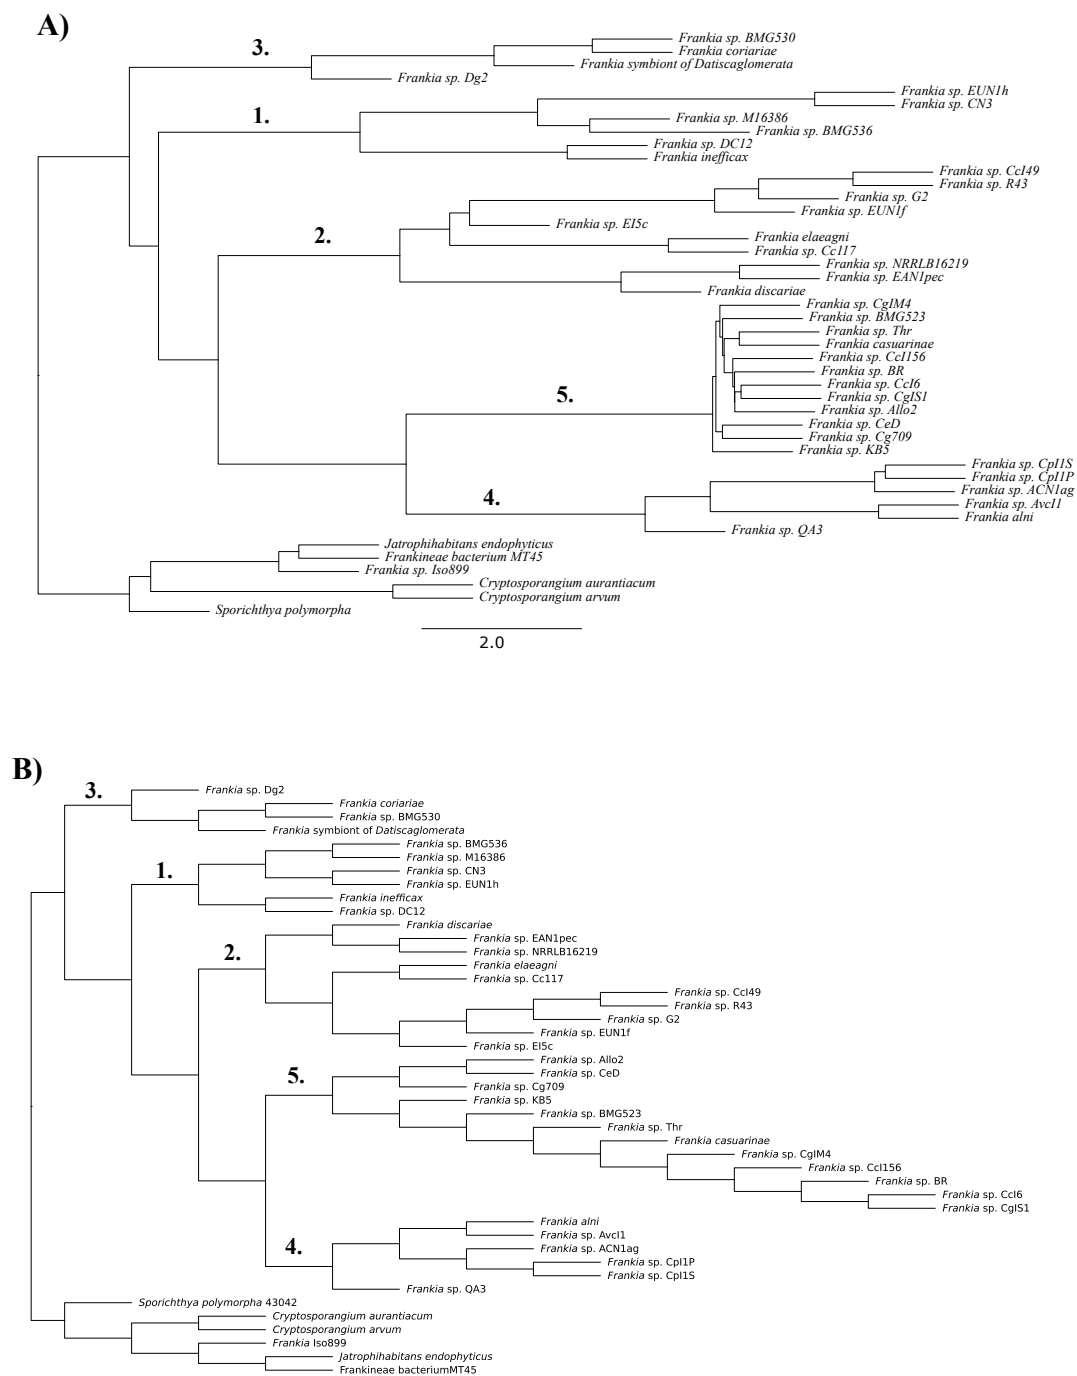 A)
3.
Frankia sp. BMG530
Frankia coriariae
Frankia symbiont of Datiscaglomerata
Frankia sp. Dg2
1.
Frankia sp. EUN1h
Frankia sp. CN3
Frankia sp. M16386
Frankia sp. BMG536
Frankia sp. DC12
Frankia inefficax
2.
Frankia sp. CcI49
Frankia sp. R43
Frankia sp. G2
Frankia sp. EUN1f
Frankia sp. EI5c
Frankia elaeagni
Frankia sp. Cc117
Frankia sp. NRRLB16219
Frankia sp. EAN1pec
Frankia discariae
5.
Frankia sp. CgIM4
Frankia sp. BMG523
Frankia sp. Thr
Frankia casuarinae
Frankia sp. CcI156
Frankia sp. BR
Frankia sp. CcI6
Frankia sp. CgIS1
Frankia sp. Allo2
Frankia sp. CeD
Frankia sp. Cg709
Frankia sp. KB5
4.
Frankia sp. CpI1S
Frankia sp. CpI1P
Frankia sp. ACN1ag
Frankia sp. AvcI1
Frankia alni
Frankia sp. QA3
Jatrophihabitans endophyticus
Frankineae bacterium MT45
Frankia sp. Iso899
Cryptosporangium aurantiacum
Cryptosporangium arvum
Sporichthya polymorpha
2.0
B)
3.
Frankia sp. Dg2
Frankia coriariae
Frankia sp. BMG530
Frankia symbiont of Datiscaglomerata
1.
Frankia sp. BMG536
Frankia sp. M16386
Frankia sp. CN3
Frankia sp. EUN1h
Frankia inefficax
Frankia sp. DC12
2.
Frankia discariae
Frankia sp. EAN1pec
Frankia sp. NRRLB16219
Frankia elaeagni
Frankia sp. Cc117
Frankia sp. CcI49
Frankia sp. R43
Frankia sp. G2
Frankia sp. EUN1f
Frankia sp. EI5c
5.
Frankia sp. Allo2
Frankia sp. CeD
Frankia sp. Cg709
Frankia sp. KB5
Frankia sp. BMG523
Frankia sp. Thr
Frankia casuarinae
Frankia sp. CgIM4
Frankia sp. CcI156
Frankia sp. BR
Frankia sp. CcI6
Frankia sp. CgIS1
4.
Frankia alni
Frankia sp. AvcI1
Frankia sp. ACN1ag
Frankia sp. CpI1P
Frankia sp. CpI1S
Frankia sp. QA3
Sporichthya polymorpha 43042
Cryptosporangium aurantiacum
Cryptosporangium arvum
Frankia Iso899
Jatrophihabitans endophyticus
Frankineae bacteriumMT45